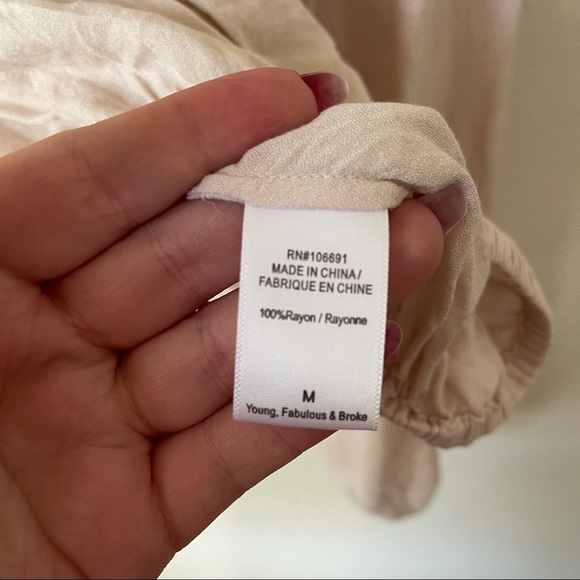 RN#106691
MADE IN CHINA/
FABRIQUE EN CHINE
100%Rayon / Rayonne
M
Young, Fabulous & Broke